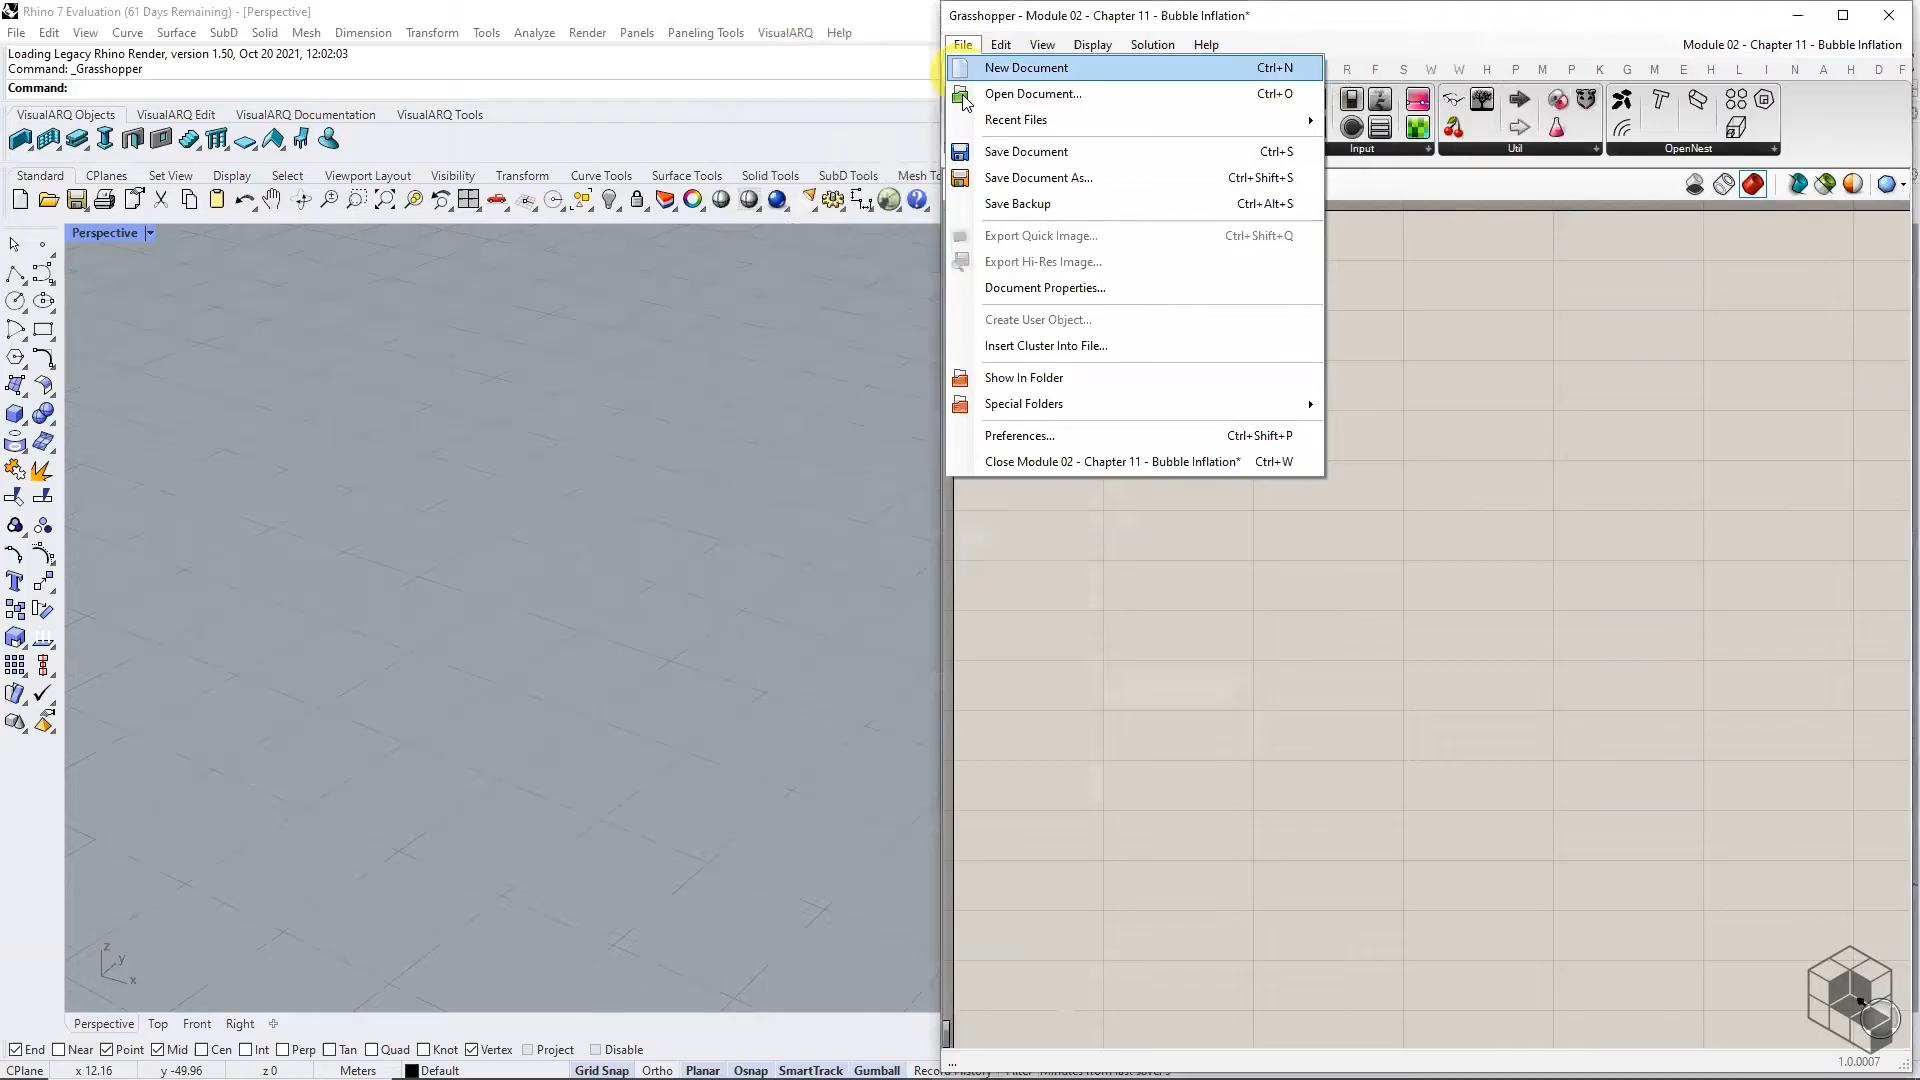 Rhino 7 Evaluation (61 Days Remaining) - [Perspective]
File Edit View Curve Surface SubD Solid Mesh Dimension Transform Tools Analyze Render Panels Paneling Tools VisualARQ Help
Loading Legacy Rhino Render, version 1.50, Oct 20 2021, 12:02:03
Command: _Grasshopper
Command:
VisualARQ Objects VisualARQ Edit VisualARQ Documentation VisualARQ Tools
Standard CPlanes Set View Display Select Viewport Layout Visibility Transform Curve Tools Surface Tools Solid Tools SubD Tools Mesh To
Perspective
z
y
x
Perspective Top Front Right
End Near Point Mid Cen Int Perp Tan Quad Knot Vertex Project Disable
CPlane x 12.16 y -49.96 z 0 Meters Default Grid Snap Ortho Planar Osnap SmartTrack Gumball
Grasshopper - Module 02 - Chapter 11 - Bubble Inflation*
File Edit View Display Solution Help Module 02 - Chapter 11 - Bubble Inflation
R F S W W H P M P K G M E H L I N A H D F
Input Util OpenNest
New Document Ctrl+N
Open Document... Ctrl+O
Recent Files
Save Document Ctrl+S
Save Document As... Ctrl+Shift+S
Save Backup Ctrl+Alt+S
Export Quick Image... Ctrl+Shift+Q
Export Hi-Res Image...
Document Properties...
Create User Object...
Insert Cluster Into File...
Show In Folder
Special Folders
Preferences... Ctrl+Shift+P
Close Module 02 - Chapter 11 - Bubble Inflation* Ctrl+W
...
1.0.0007